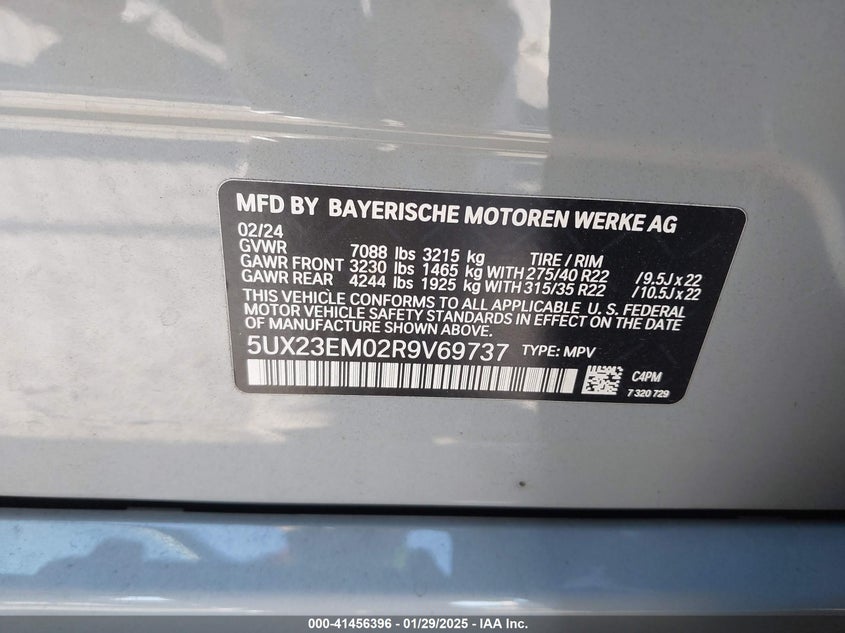 MFD BY BAYERISCHE MOTOREN WERKE AG
02/24
GVWR 7088 lbs 3215 kg TIRE / RIM
GAWR FRONT 3230 lbs 1465 kg WITH 275/40 R22 /9.5J x 22
GAWR REAR 4244 lbs 1925 kg WITH 315/35 R22 /10.5J x 22
THIS VEHICLE CONFORMS TO ALL APPLICABLE U. S. FEDERAL
MOTOR VEHICLE SAFETY STANDARDS IN EFFECT ON THE DATE
OF MANUFACTURE SHOWN ABOVE.
5UX23EM02R9V69737 TYPE: MPV
C4PM
7 320 729
000-41456396 - 01/29/2025 - IAA Inc.